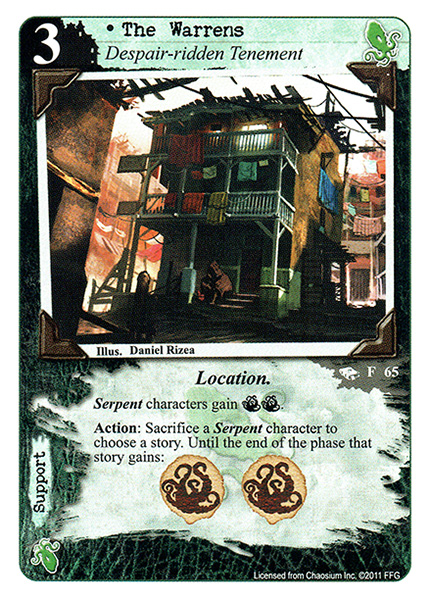 3
• The Warrens
Despair-ridden Tenement
Illus. Daniel Rizea
F 65
Location.
Serpent characters gain .
Action: Sacrifice a Serpent character to
choose a story. Until the end of the phase that
story gains:
Support
Licensed from Chaosium Inc. ©2011 FFG